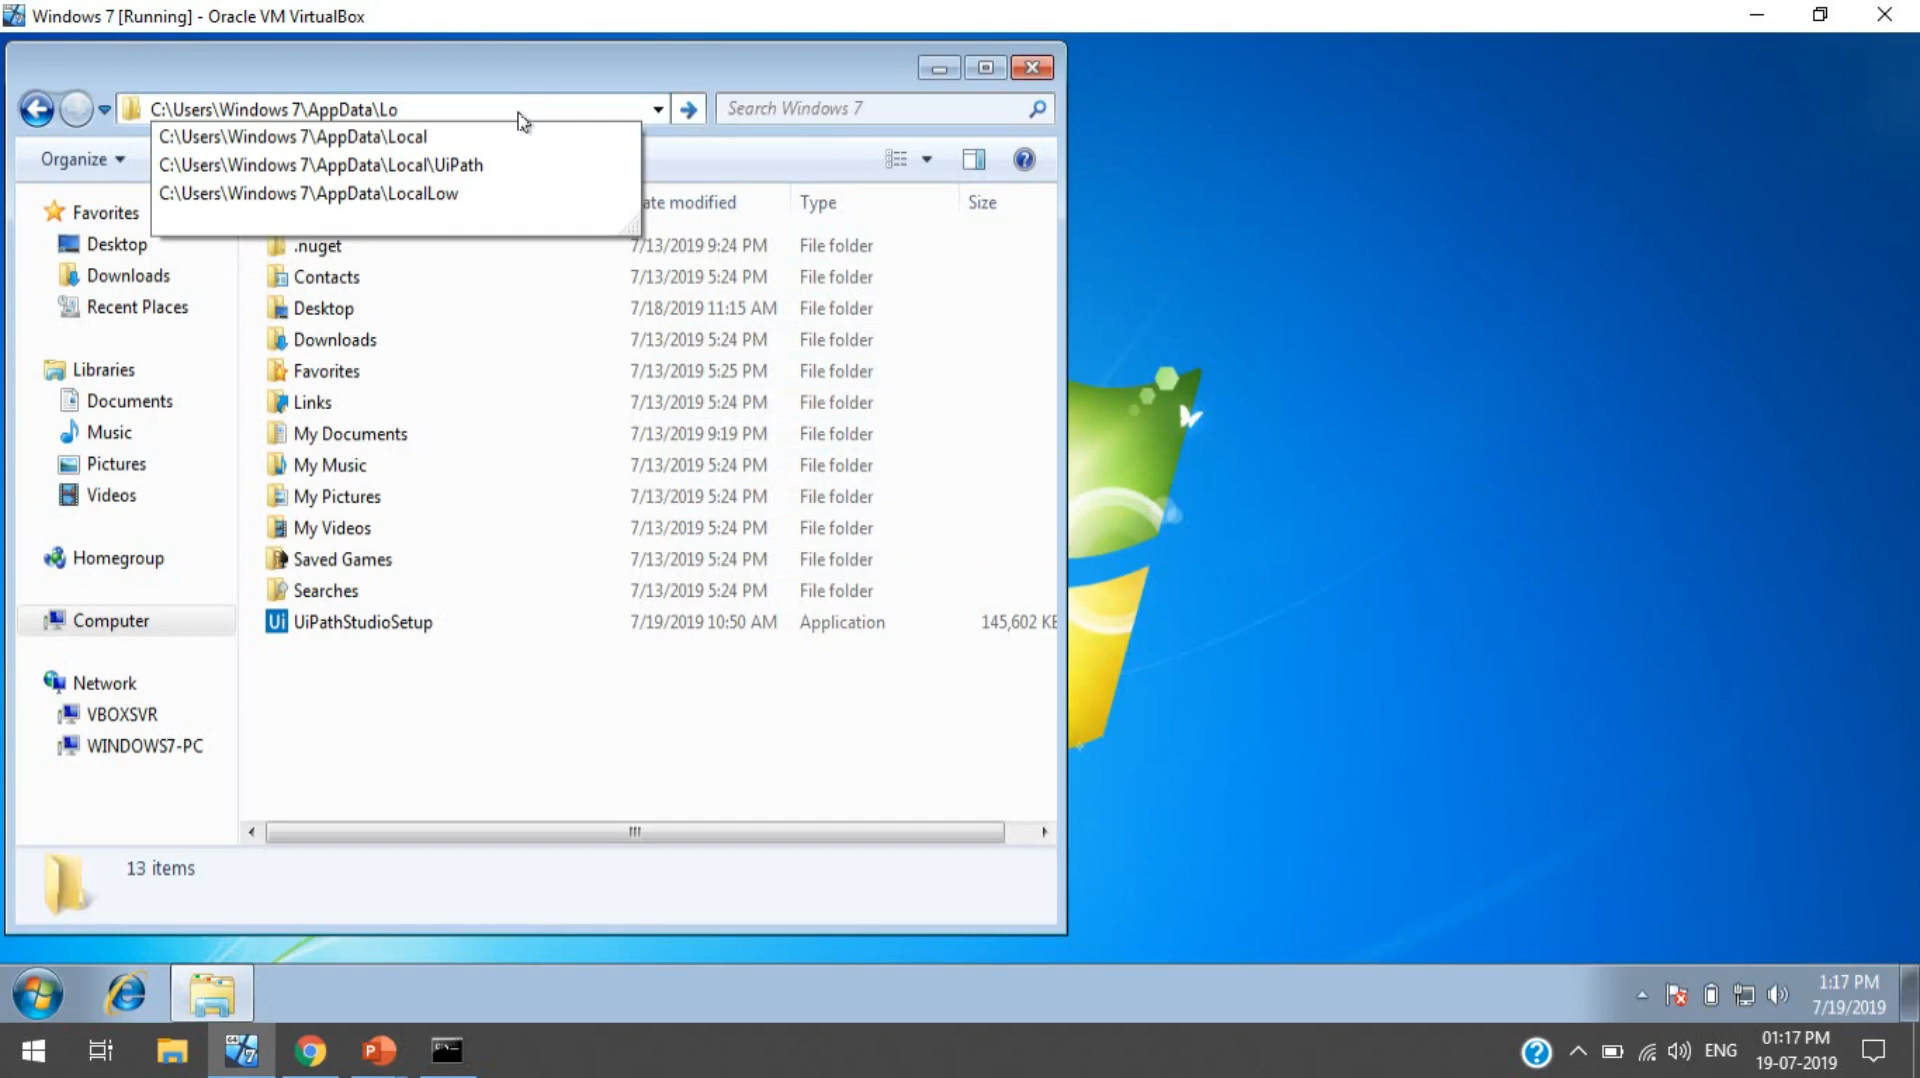 Windows 7 [Running] - Oracle VM VirtualBox
C:\Users\Windows 7\AppData\Lo
Search Windows 7
C:\Users\Windows 7\AppData\Local
C:\Users\Windows 7\AppData\Local\UiPath
C:\Users\Windows 7\AppData\LocalLow
Organize
ate modified Type Size
Favorites
Desktop
Downloads
Recent Places
Libraries
Documents
Music
Pictures
Videos
Homegroup
Computer
Network
VBOXSVR
WINDOWS7-PC
.nuget 7/13/2019 9:24 PM File folder
Contacts 7/13/2019 5:24 PM File folder
Desktop 7/18/2019 11:15 AM File folder
Downloads 7/13/2019 5:24 PM File folder
Favorites 7/13/2019 5:25 PM File folder
Links 7/13/2019 5:24 PM File folder
My Documents 7/13/2019 9:19 PM File folder
My Music 7/13/2019 5:24 PM File folder
My Pictures 7/13/2019 5:24 PM File folder
My Videos 7/13/2019 5:24 PM File folder
Saved Games 7/13/2019 5:24 PM File folder
Searches 7/13/2019 5:24 PM File folder
Ui UiPathStudioSetup 7/19/2019 10:50 AM Application 145,602 KB
13 items
1:17 PM
7/19/2019
64
7
P
ENG
01:17 PM
19-07-2019